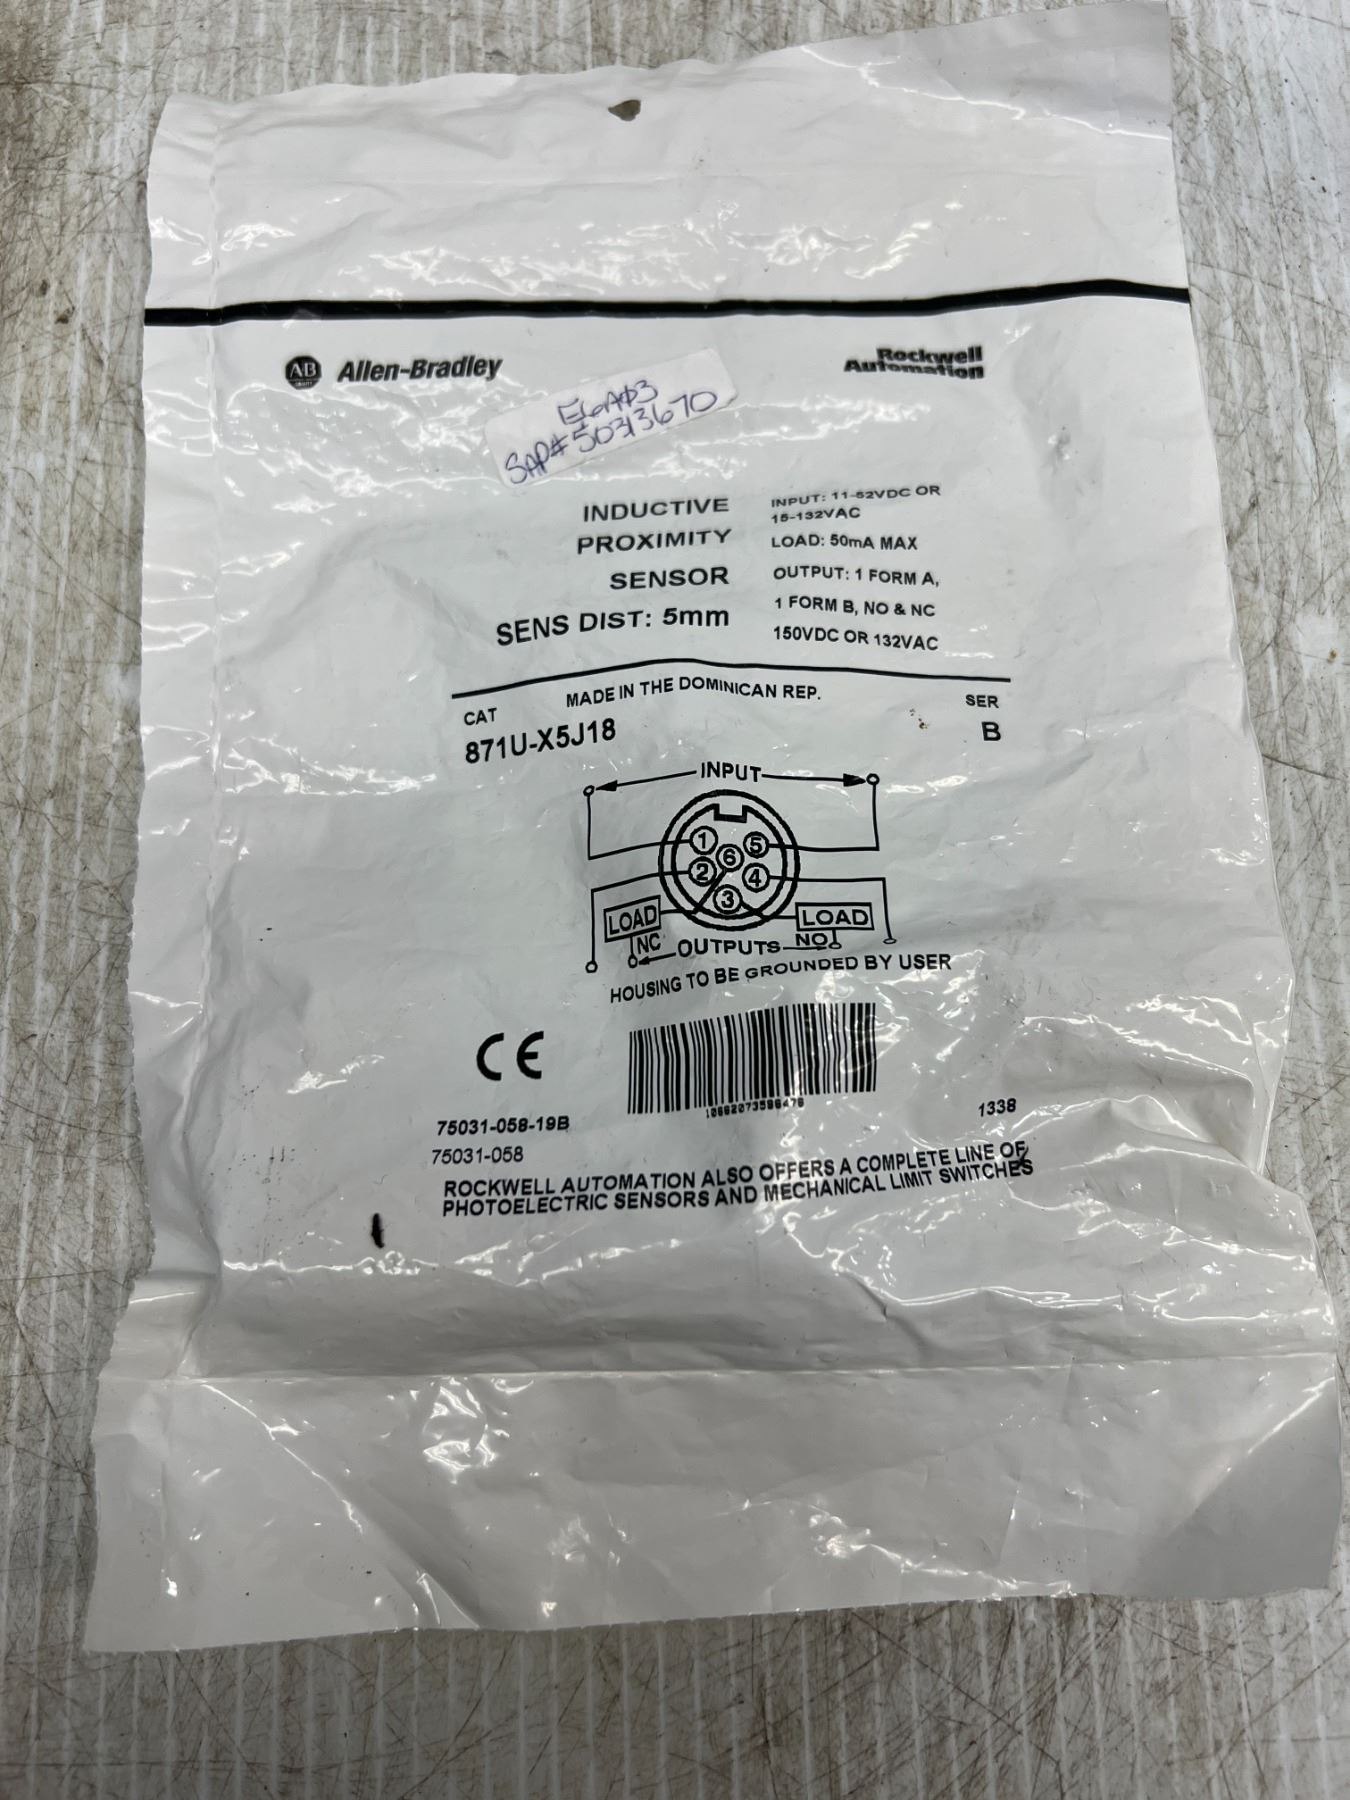 AB
Allen-Bradley
Rockwell
Automation
E6A03
SAP# 50313670
INDUCTIVE
PROXIMITY
SENSOR
SENS DIST: 5mm
INPUT: 11-52VDC OR
15-132VAC
LOAD: 50mA MAX
OUTPUT: 1 FORM A,
1 FORM B, NO & NC
150VDC OR 132VAC
MADE IN THE DOMINICAN REP.
CAT
871U-X5J18
SER
B
INPUT
1
5
6
2
4
3
LOAD
LOAD
NC
OUTPUTS
NO
HOUSING TO BE GROUNDED BY USER
CE
75031-058-19B
75031-058
1338
ROCKWELL AUTOMATION ALSO OFFERS A COMPLETE LINE OF
PHOTOELECTRIC SENSORS AND MECHANICAL LIMIT SWITCHES